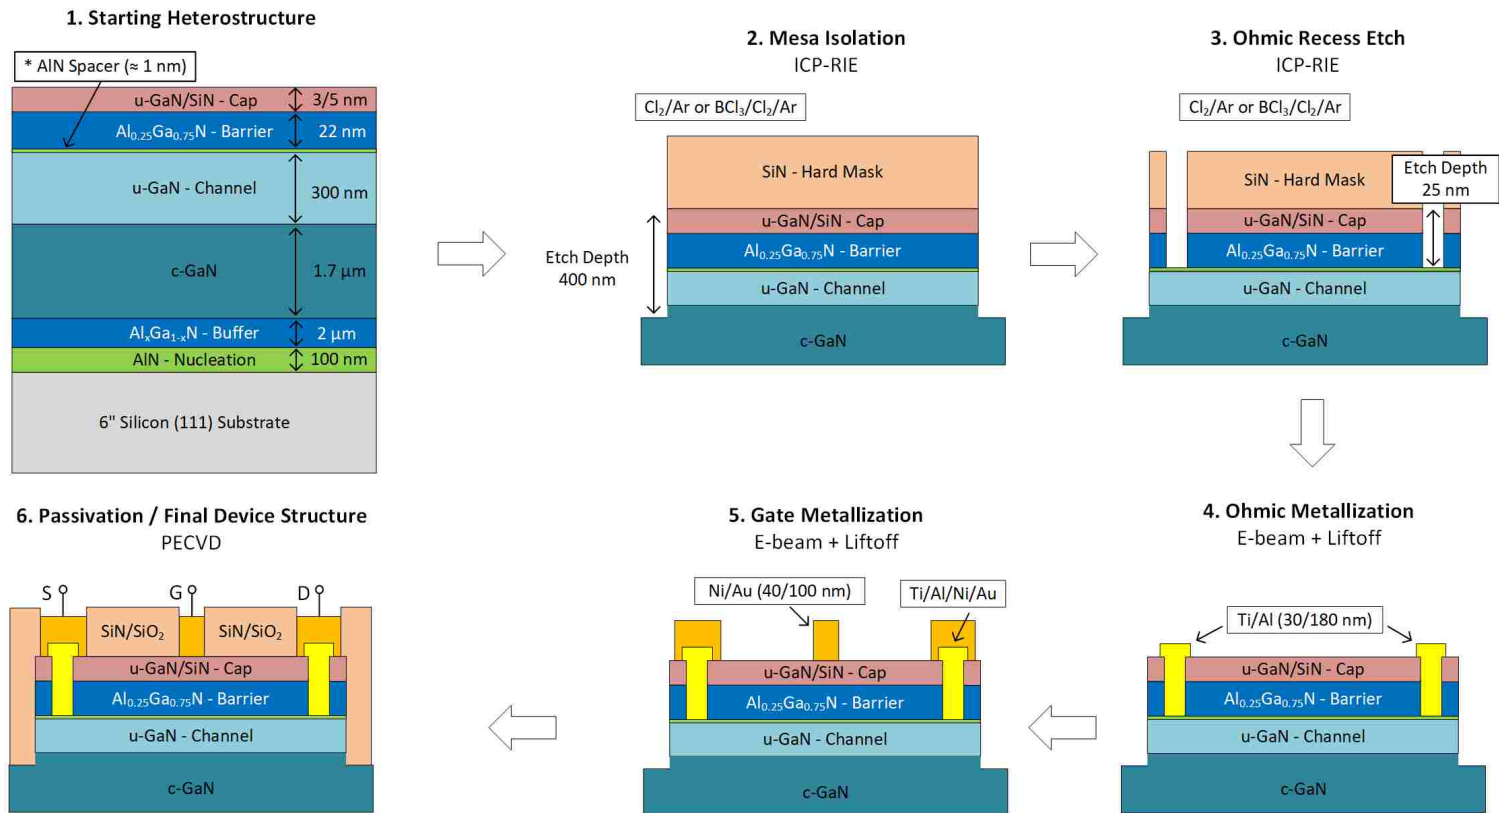 1. Starting Heterostructure
* AlN Spacer (≈ 1 nm)
u-GaN/SiN - Cap
3/5 nm
Al0.25Ga0.75N - Barrier
22 nm
u-GaN - Channel
300 nm
c-GaN
1.7 μm
AlxGa1-xN - Buffer
2 μm
AlN - Nucleation
100 nm
6" Silicon (111) Substrate
2. Mesa Isolation
ICP-RIE
Cl2/Ar or BCl3/Cl2/Ar
SiN - Hard Mask
u-GaN/SiN - Cap
Al0.25Ga0.75N - Barrier
u-GaN - Channel
c-GaN
Etch Depth
400 nm
3. Ohmic Recess Etch
ICP-RIE
Cl2/Ar or BCl3/Cl2/Ar
SiN - Hard Mask
Etch Depth
25 nm
u-GaN/SiN - Cap
Al0.25Ga0.75N - Barrier
u-GaN - Channel
c-GaN
4. Ohmic Metallization
E-beam + Liftoff
Ti/Al (30/180 nm)
u-GaN/SiN - Cap
Al0.25Ga0.75N - Barrier
u-GaN - Channel
c-GaN
5. Gate Metallization
E-beam + Liftoff
Ni/Au (40/100 nm)
Ti/Al/Ni/Au
u-GaN/SiN - Cap
Al0.25Ga0.75N - Barrier
u-GaN - Channel
c-GaN
6. Passivation / Final Device Structure
PECVD
S
G
D
SiN/SiO2
SiN/SiO2
u-GaN/SiN - Cap
Al0.25Ga0.75N - Barrier
u-GaN - Channel
c-GaN